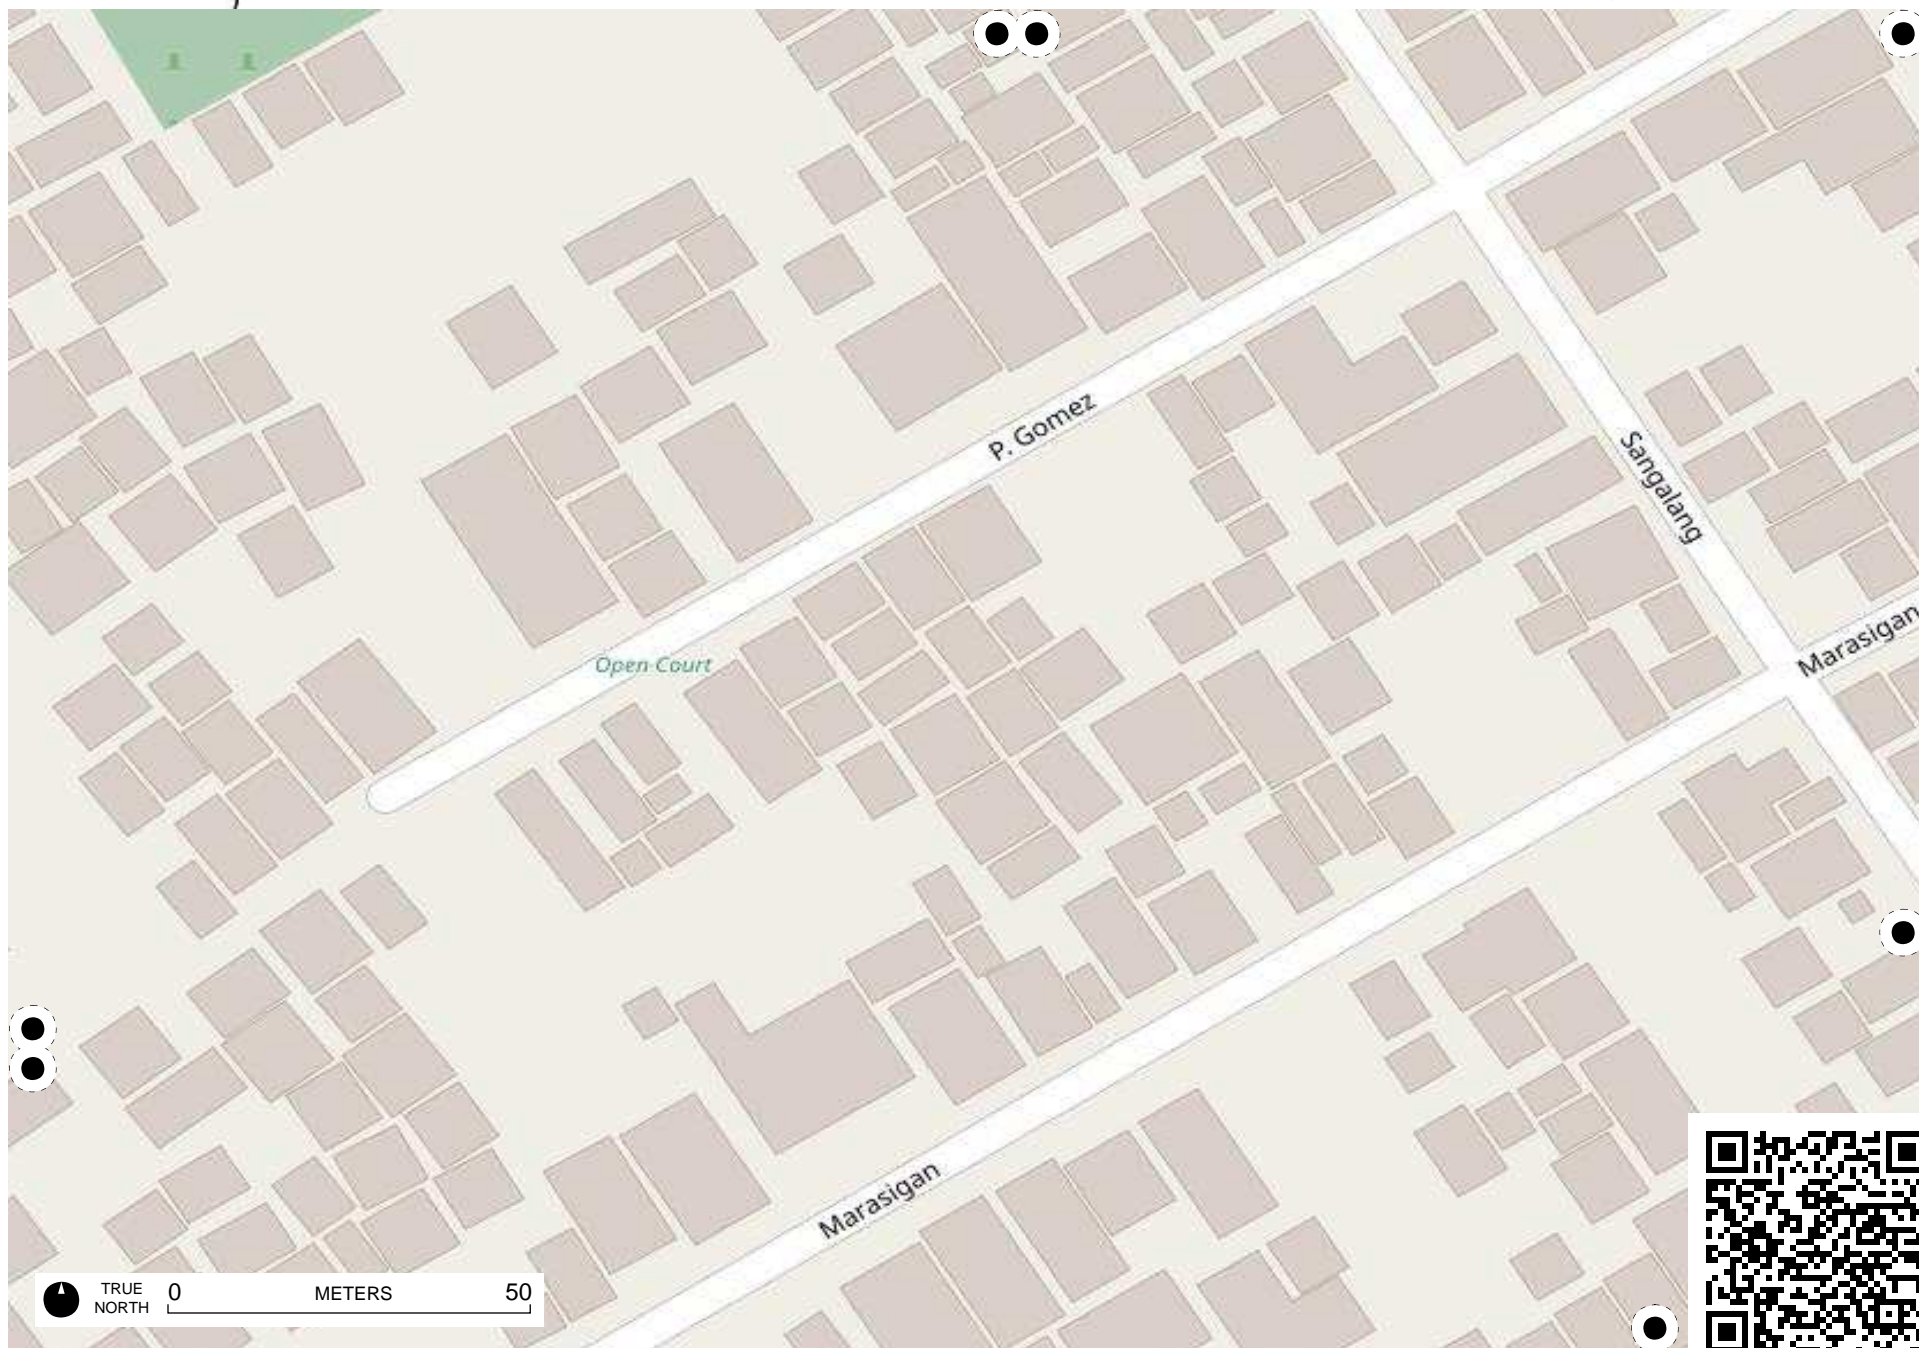 P. Gomez
Sangalang
Marasigan
Open Court
Marasigan
TRUE
NORTH
0 METERS 50